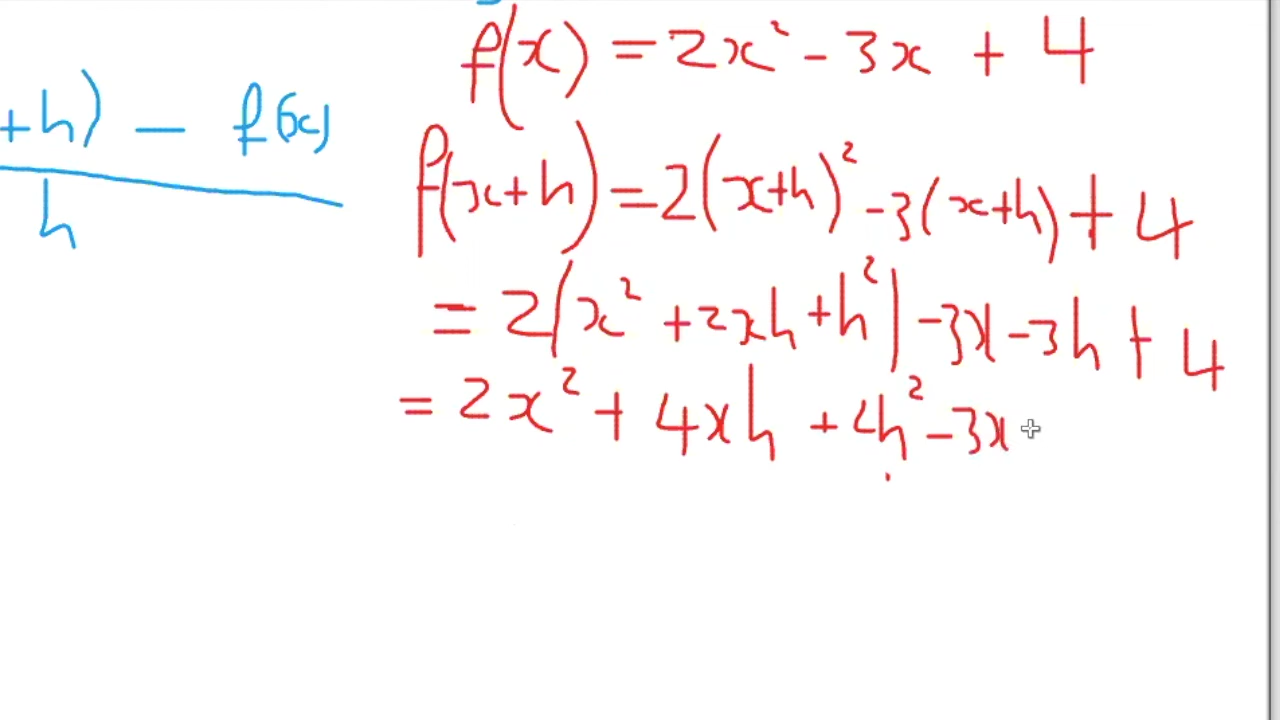 f(x) = 2x² - 3x + 4
+h) - f(x)
h
f(x+h) = 2(x+h)² - 3(x+h) + 4
= 2(x² + 2xh + h²) - 3x - 3h + 4
= 2x² + 4xh + 2h² - 3x